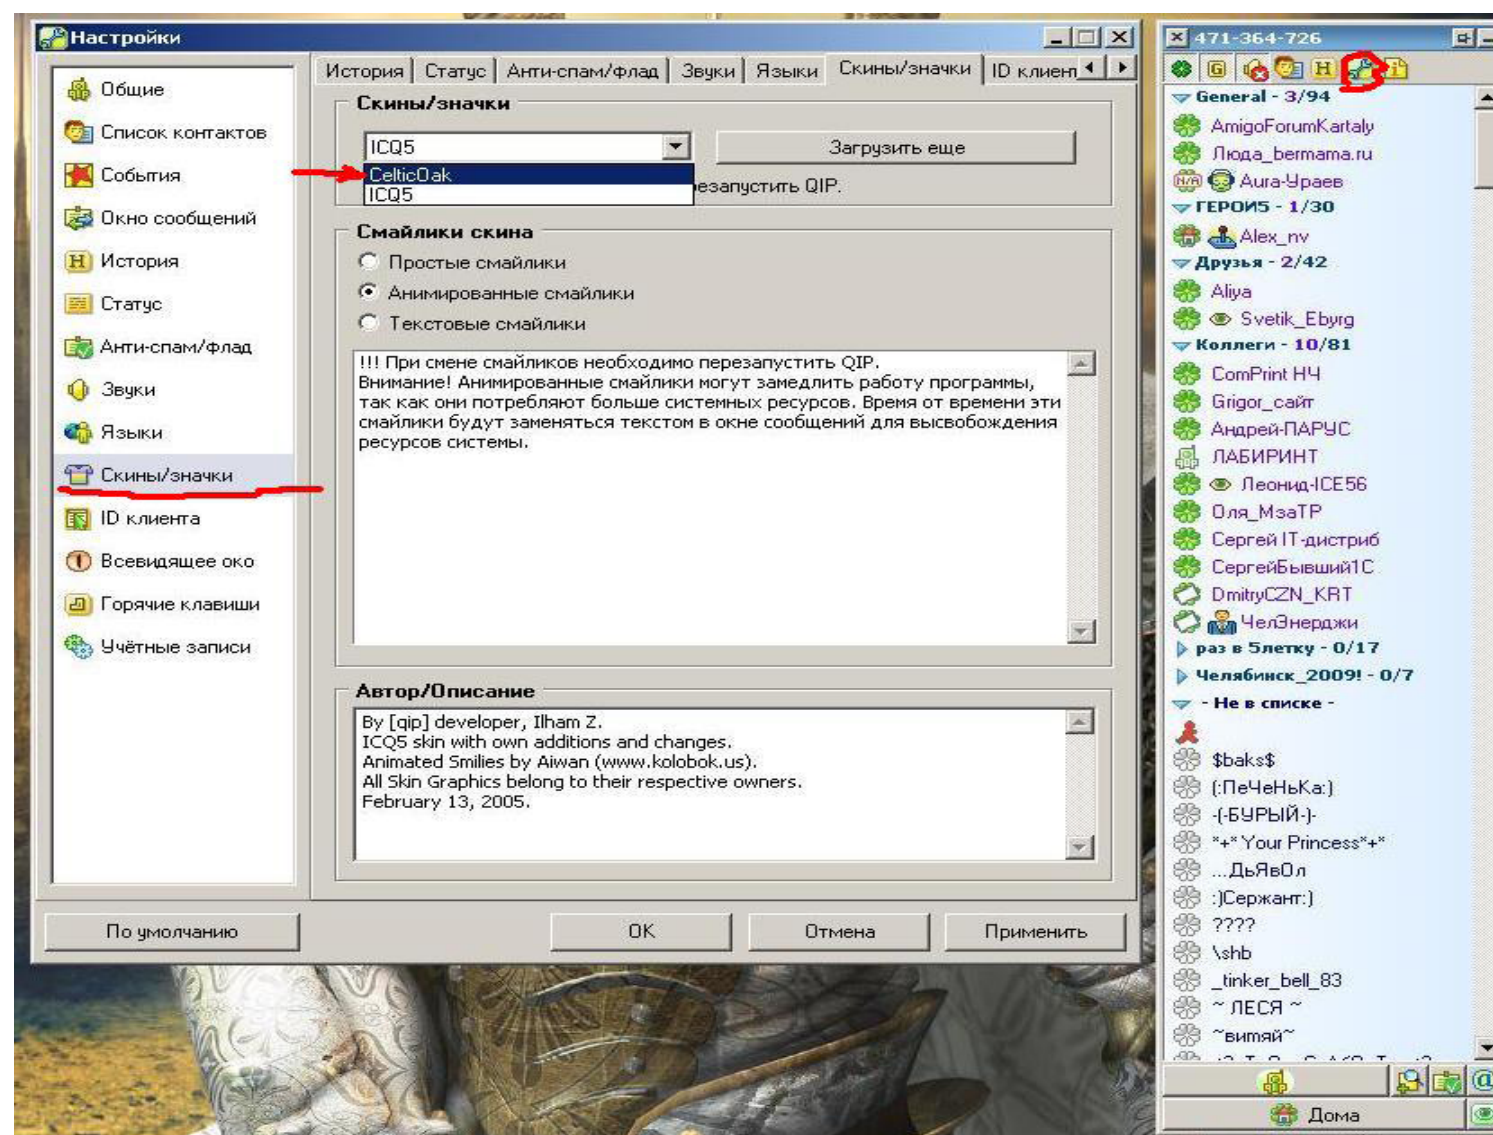 Настройки
Общие
Список контактов
События
Окно сообщений
История
Статус
Анти-спам/флад
Звуки
Языки
Скины/значки
ID клиента
Всевидящее око
Горячие клавиши
Учётные записи
История Статус Анти-спам/флад Звуки Языки Скины/значки ID клиен
Скины/значки
ICQ5 Загрузить еще
CelticOak
ICQ5
резапустить QIP.
Смайлики скина
Простые смайлики
Анимированные смайлики
Текстовые смайлики
!!! При смене смайликов необходимо перезапустить QIP.
Внимание! Анимированные смайлики могут замедлить работу программы,
так как они потребляют больше системных ресурсов. Время от времени эти
смайлики будут заменяться текстом в окне сообщений для высвобождения
ресурсов системы.
Автор/Описание
By [qip] developer, Ilham Z.
ICQ5 skin with own additions and changes.
Animated Smilies by Aiwan (www.kolobok.us).
All Skin Graphics belong to their respective owners.
February 13, 2005.
По умолчанию OK Отмена Применить
471-364-726
General - 3/94
AmigoForumKartaly
Люда_bermama.ru
N/A Aura-Ураев
ГЕРОИ5 - 1/30
Alex_nv
Друзья - 2/42
Aliya
Svetik_Ebyrg
Коллеги - 10/81
ComPrint НЧ
Grigor_сайт
Андрей-ПАРУС
ЛАБИРИНТ
Леонид-ICE56
Оля_МзаТР
Сергей IT-дистриб
СергейБывший1С
DmitryCZN_KRT
ЧелЭнерджи
раз в 5летку - 0/17
Челябинск_2009! - 0/7
- Не в списке -
$baks$
(:ПеЧеНьКа:)
-(-БУРЫЙ-)-
*+* Your Princess*+*
...ДьЯвОл
:)Сержант:)
????
\shb
_tinker_bell_83
~ ЛЕСЯ ~
~витяй~
Дома